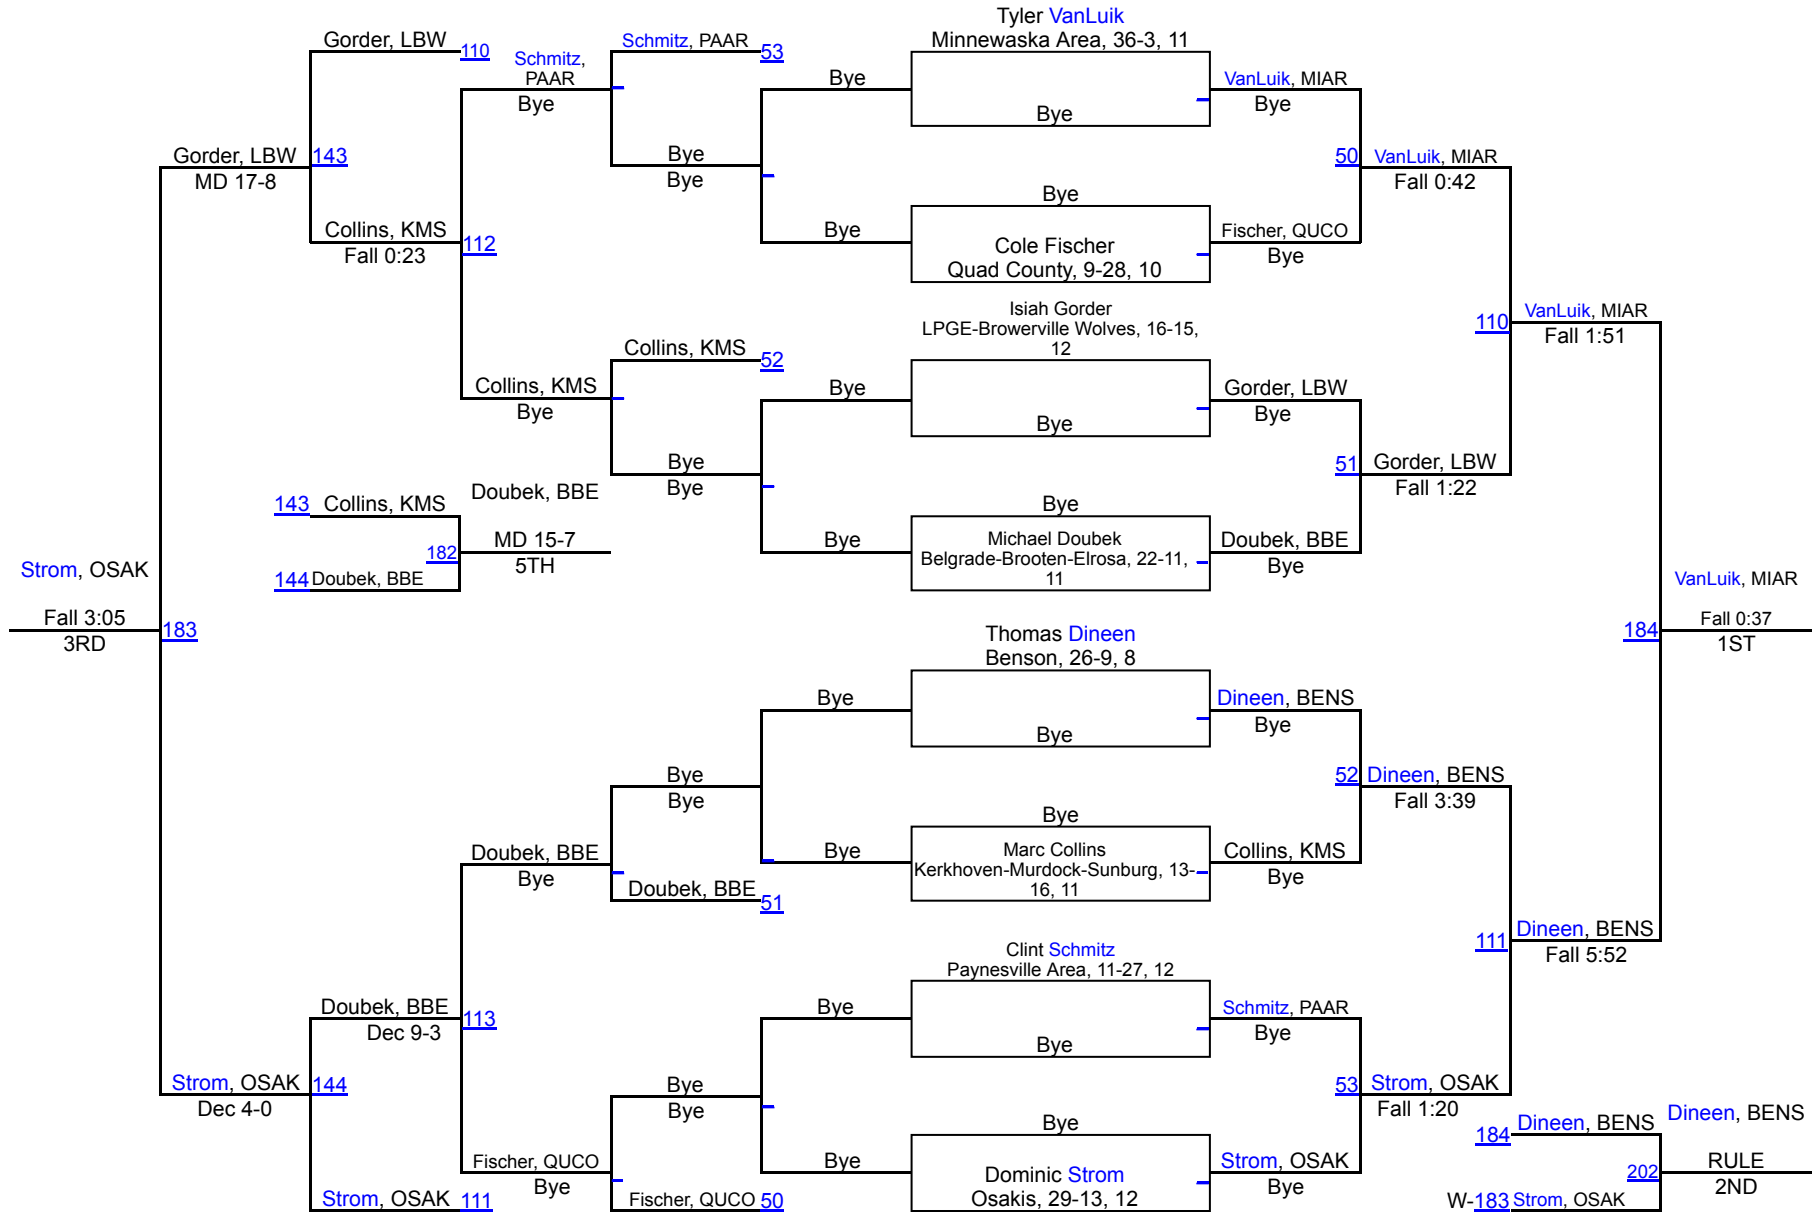 Tyler VanLuik
Minnewaska Area, 36-3, 11
Gorder, LBW
110
Schmitz, PAAR
53
Schmitz,
PAAR
Bye
Bye
VanLuik, MIAR
Bye
Bye
Gorder, LBW
143
MD 17-8
Bye
Bye
50
VanLuik, MIAR
Fall 0:42
Bye
Collins, KMS
112
Fall 0:23
Bye
Cole Fischer
Quad County, 9-28, 10
Fischer, QUCO
Bye
Isiah Gorder
LPGE-Browerville Wolves, 16-15,
12
110
VanLuik, MIAR
Fall 1:51
Collins, KMS
52
Collins, KMS
Bye
Bye
Gorder, LBW
Bye
Bye
Bye
Bye
51
Gorder, LBW
Fall 1:22
143
Collins, KMS
Doubek, BBE
Bye
182
MD 15-7
5TH
144
Doubek, BBE
Bye
Michael Doubek
Belgrade-Brooten-Elrosa, 22-11,
11
Doubek, BBE
Bye
Strom, OSAK
Fall 3:05
3RD
183
VanLuik, MIAR
184
Fall 0:37
1ST
Thomas Dineen
Benson, 26-9, 8
Bye
Dineen, BENS
Bye
Bye
Bye
Bye
52
Dineen, BENS
Fall 3:39
Bye
Doubek, BBE
Bye
Bye
Marc Collins
Kerkhoven-Murdock-Sunburg, 13-
16, 11
Collins, KMS
Bye
Doubek, BBE
51
111
Dineen, BENS
Fall 5:52
Clint Schmitz
Paynesville Area, 11-27, 12
Doubek, BBE
113
Dec 9-3
Bye
Schmitz, PAAR
Bye
Bye
Strom, OSAK
144
Dec 4-0
Bye
Bye
53
Strom, OSAK
Fall 1:20
Bye
184
Dineen, BENS
Dineen, BENS
Fischer, QUCO
Bye
Bye
Dominic Strom
Osakis, 29-13, 12
Strom, OSAK
Bye
202
RULE
2ND
Strom, OSAK
111
Fischer, QUCO
50
W-183
Strom, OSAK